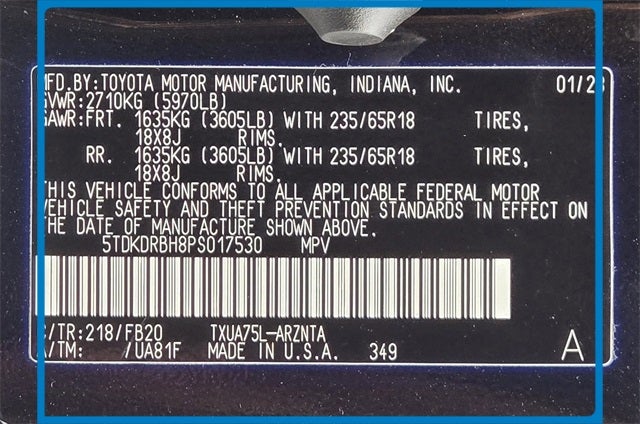 MFD.BY:TOYOTA MOTOR MANUFACTURING, INDIANA, INC. 01/23
GVWR:2710KG (5970LB)
GAWR:FRT. 1635KG (3605LB) WITH 235/65R18 TIRES,
18X8J RIMS.
RR. 1635KG (3605LB) WITH 235/65R18 TIRES,
18X8J RIMS.
THIS VEHICLE CONFORMS TO ALL APPLICABLE FEDERAL MOTOR
VEHICLE SAFETY AND THEFT PREVENTION STANDARDS IN EFFECT ON
THE DATE OF MANUFACTURE SHOWN ABOVE.
5TDKDRBH8PS017530 MPV
C/TR:218/FB20 TXUA75L-ARZNTA
A/TM: /UA81F MADE IN U.S.A. 349 A